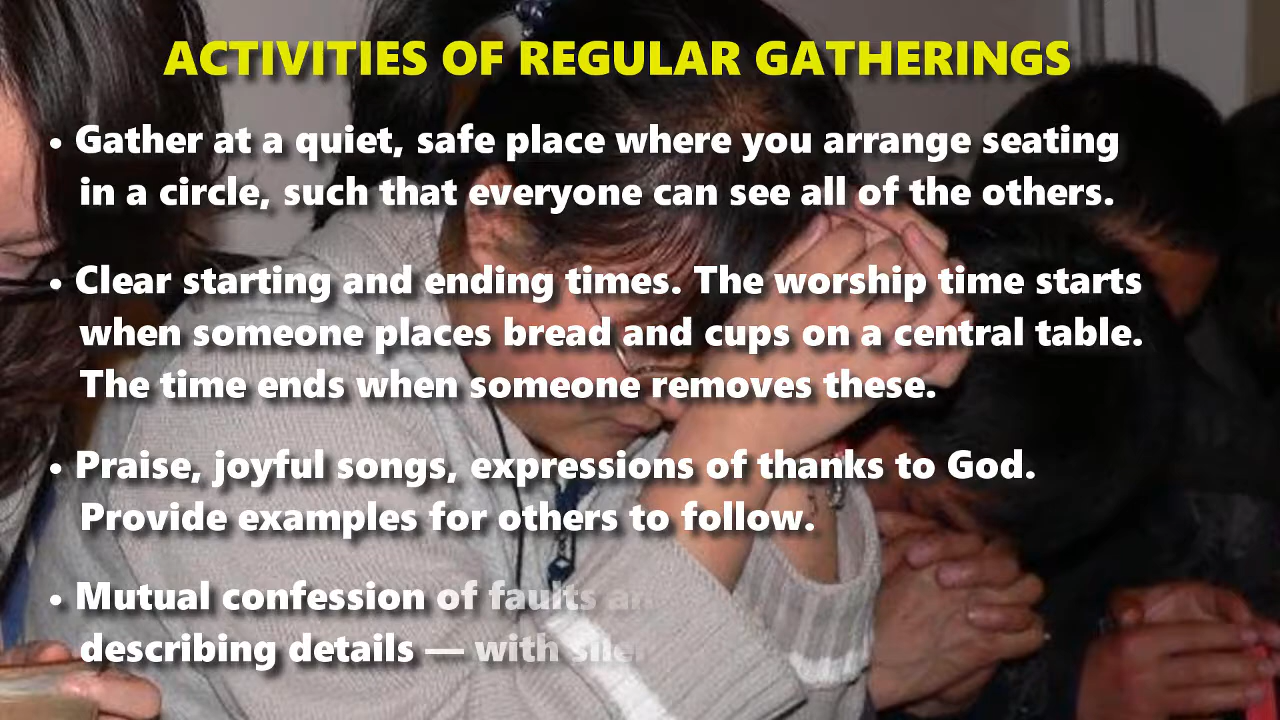 ACTIVITIES OF REGULAR GATHERINGS
• Gather at a quiet, safe place where you arrange seating
in a circle, such that everyone can see all of the others.
• Clear starting and ending times. The worship time starts
when someone places bread and cups on a central table.
The time ends when someone removes these.
• Praise, joyful songs, expressions of thanks to God.
Provide examples for others to follow.
• Mutual confession of faults
describing details — with